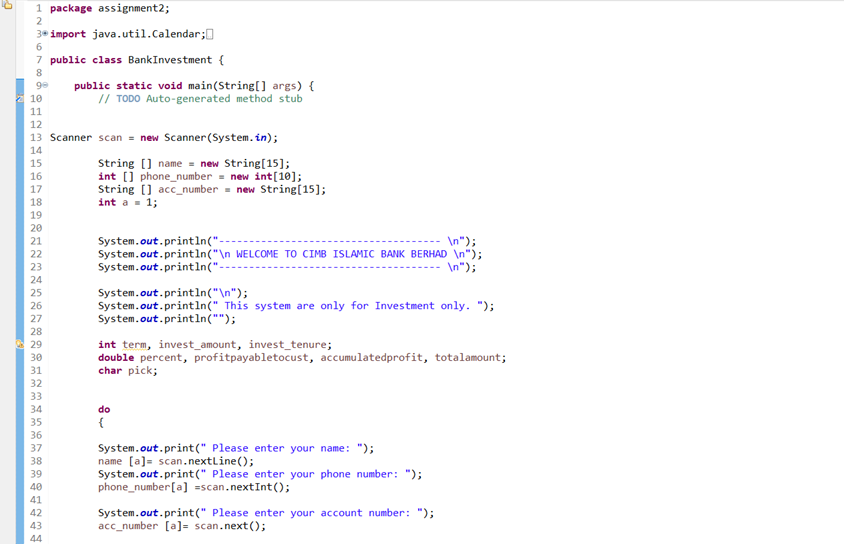 1 package assignment2;
2
3 import java.util.Calendar;
6
7 public class BankInvestment {
8
9 public static void main(String[] args) {
10 // TODO Auto-generated method stub
11
12
13 Scanner scan = new Scanner(System.in);
14
15 String [] name = new String[15];
16 int [] phone_number = new int[10];
17 String [] acc_number = new String[15];
18 int a = 1;
19
20
21 System.out.println("------------------------------------- \n");
22 System.out.println("\n WELCOME TO CIMB ISLAMIC BANK BERHAD \n");
23 System.out.println("------------------------------------- \n");
24
25 System.out.println("\n");
26 System.out.println(" This system are only for Investment only. ");
27 System.out.println("");
28
29 int term, invest_amount, invest_tenure;
30 double percent, profitpayabletocust, accumulatedprofit, totalamount;
31 char pick;
32
33
34 do
35 {
36
37 System.out.print(" Please enter your name: ");
38 name [a]= scan.nextLine();
39 System.out.print(" Please enter your phone number: ");
40 phone_number[a] =scan.nextInt();
41
42 System.out.print(" Please enter your account number: ");
43 acc_number [a]= scan.next();
44